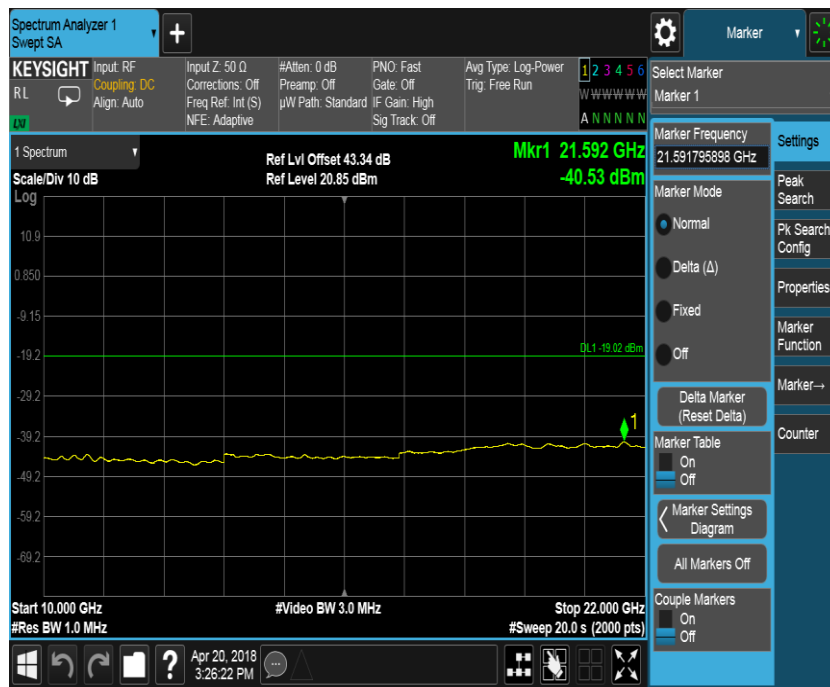 Spectrum Analyzer 1
Swept SA
+
Marker
KEYSIGHT
RL
LXI
Input: RF
Coupling: DC
Align: Auto
Input Z: 50 Ω
Corrections: Off
Freq Ref: Int (S)
NFE: Adaptive
#Atten: 0 dB
Preamp: Off
µW Path: Standard
PNO: Fast
Gate: Off
IF Gain: High
Sig Track: Off
Avg Type: Log-Power
Trig: Free Run
1 2 3 4 5 6
W W W W W W
A N N N N N
Select Marker
Marker 1
1 Spectrum
Scale/Div 10 dB
Log
Ref Lvl Offset 43.34 dB
Ref Level 20.85 dBm
Mkr1 21.592 GHz
-40.53 dBm
10.9
0.850
-9.15
-19.2
-29.2
-39.2
-49.2
-59.2
-69.2
DL1 -19.02 dBm
1
Start 10.000 GHz
#Res BW 1.0 MHz
#Video BW 3.0 MHz
Stop 22.000 GHz
#Sweep 20.0 s (2000 pts)
Marker Frequency
21.591795898 GHz
Marker Mode
Normal
Delta (Δ)
Fixed
Off
Delta Marker
(Reset Delta)
Marker Table
On
Off
Marker Settings
Diagram
All Markers Off
Couple Markers
On
Off
Settings
Peak
Search
Pk Search
Config
Properties
Marker
Function
Marker→
Counter
?
Apr 20, 2018
3:26:22 PM